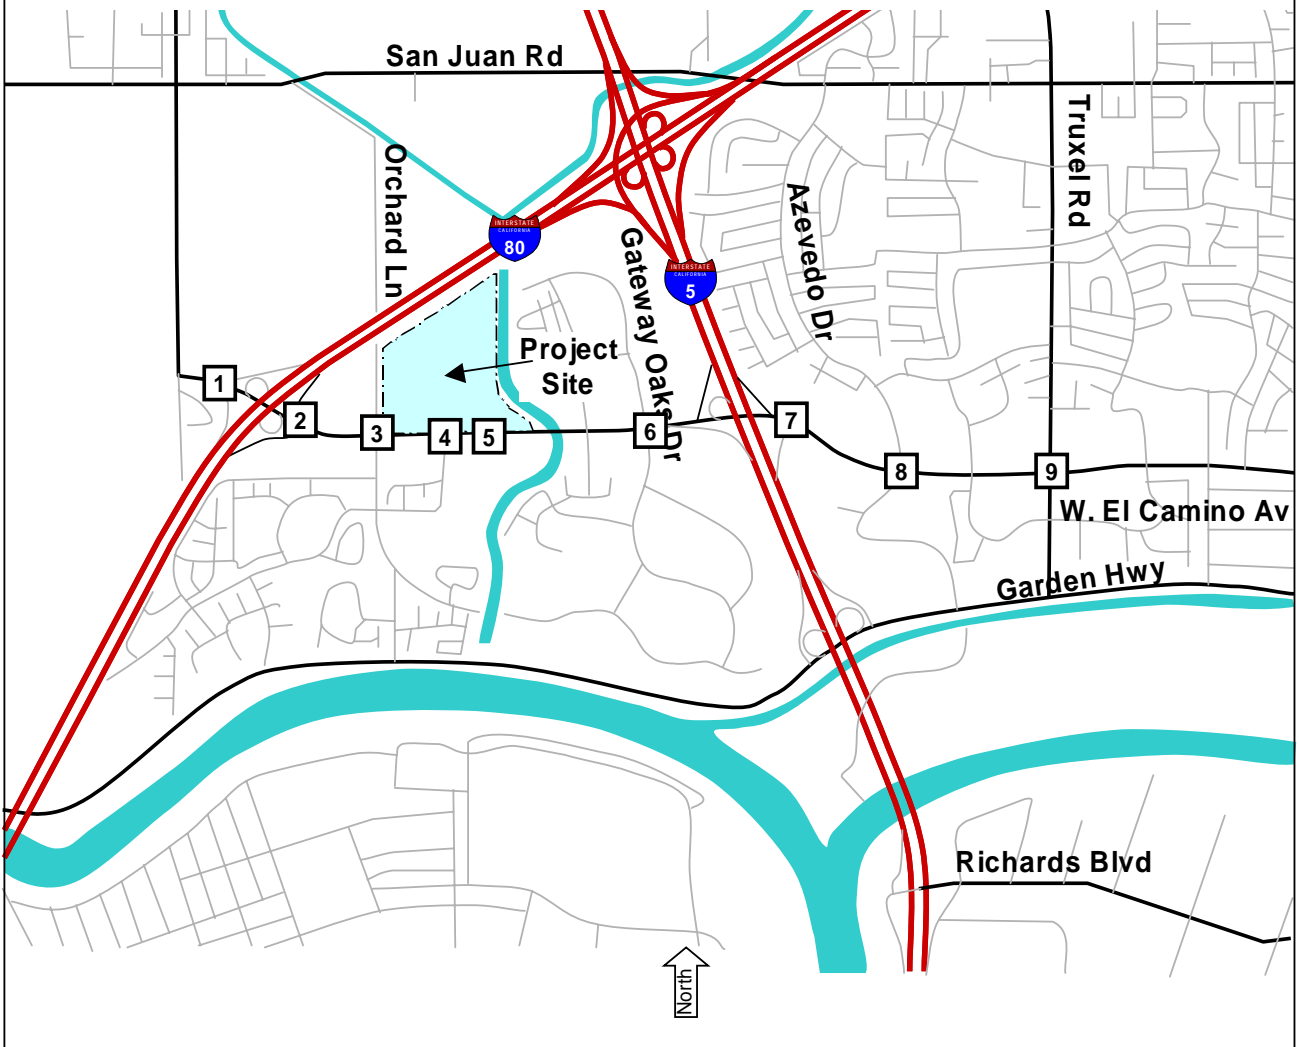 San Juan Rd
Truxel Rd
Orchard Ln
Azevedo Dr
INTERSTATE
CALIFORNIA
80
Gateway Oaks Dr
INTERSTATE
CALIFORNIA
5
Project
Site
1
2
3
4
5
6
7
8
9
W. El Camino Av
Garden Hwy
Richards Blvd
North